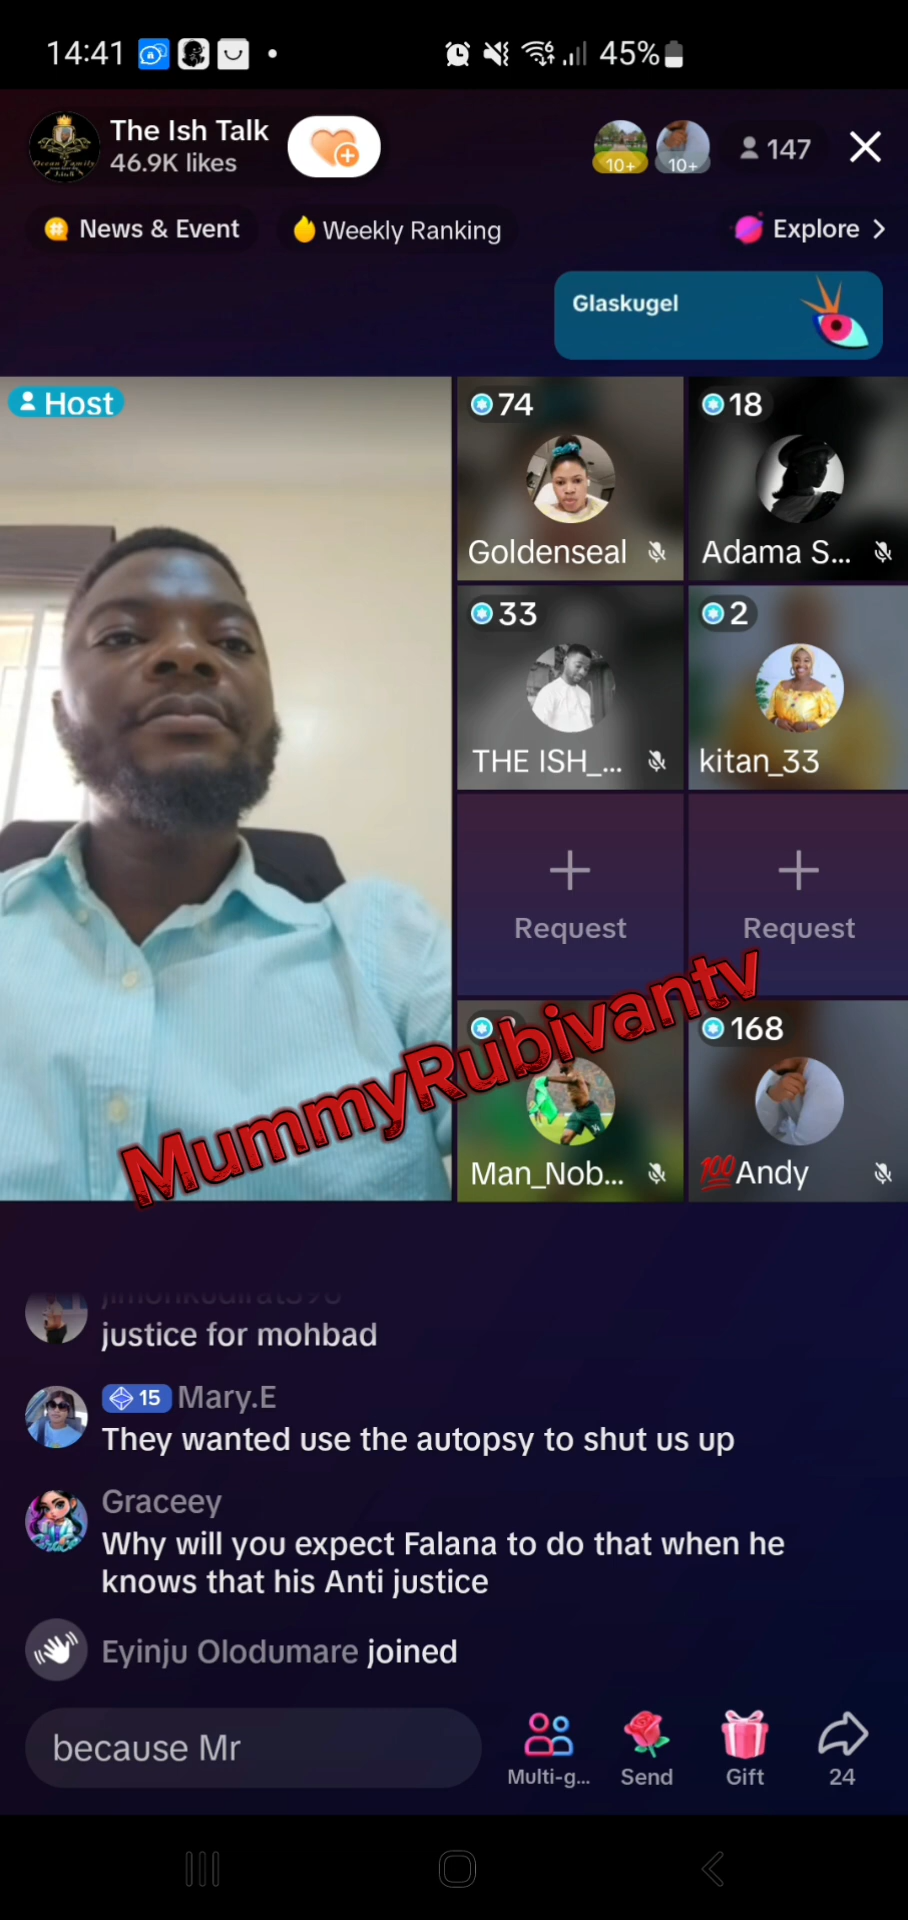 14:41
45%
The Ish Talk
46.9K likes
10+
10+
147
News & Event
Weekly Ranking
Explore
Glaskugel
Host
74
18
Goldenseal
Adama S...
33
2
THE ISH_...
kitan_33
Request
Request
MummyRubivantv
168
Man_Nob...
💯Andy
justice for mohbad
15 Mary.E
They wanted use the autopsy to shut us up
Graceey
Why will you expect Falana to do that when he
knows that his Anti justice
Eyinju Olodumare joined
because Mr
Multi-g...
Send
Gift
24